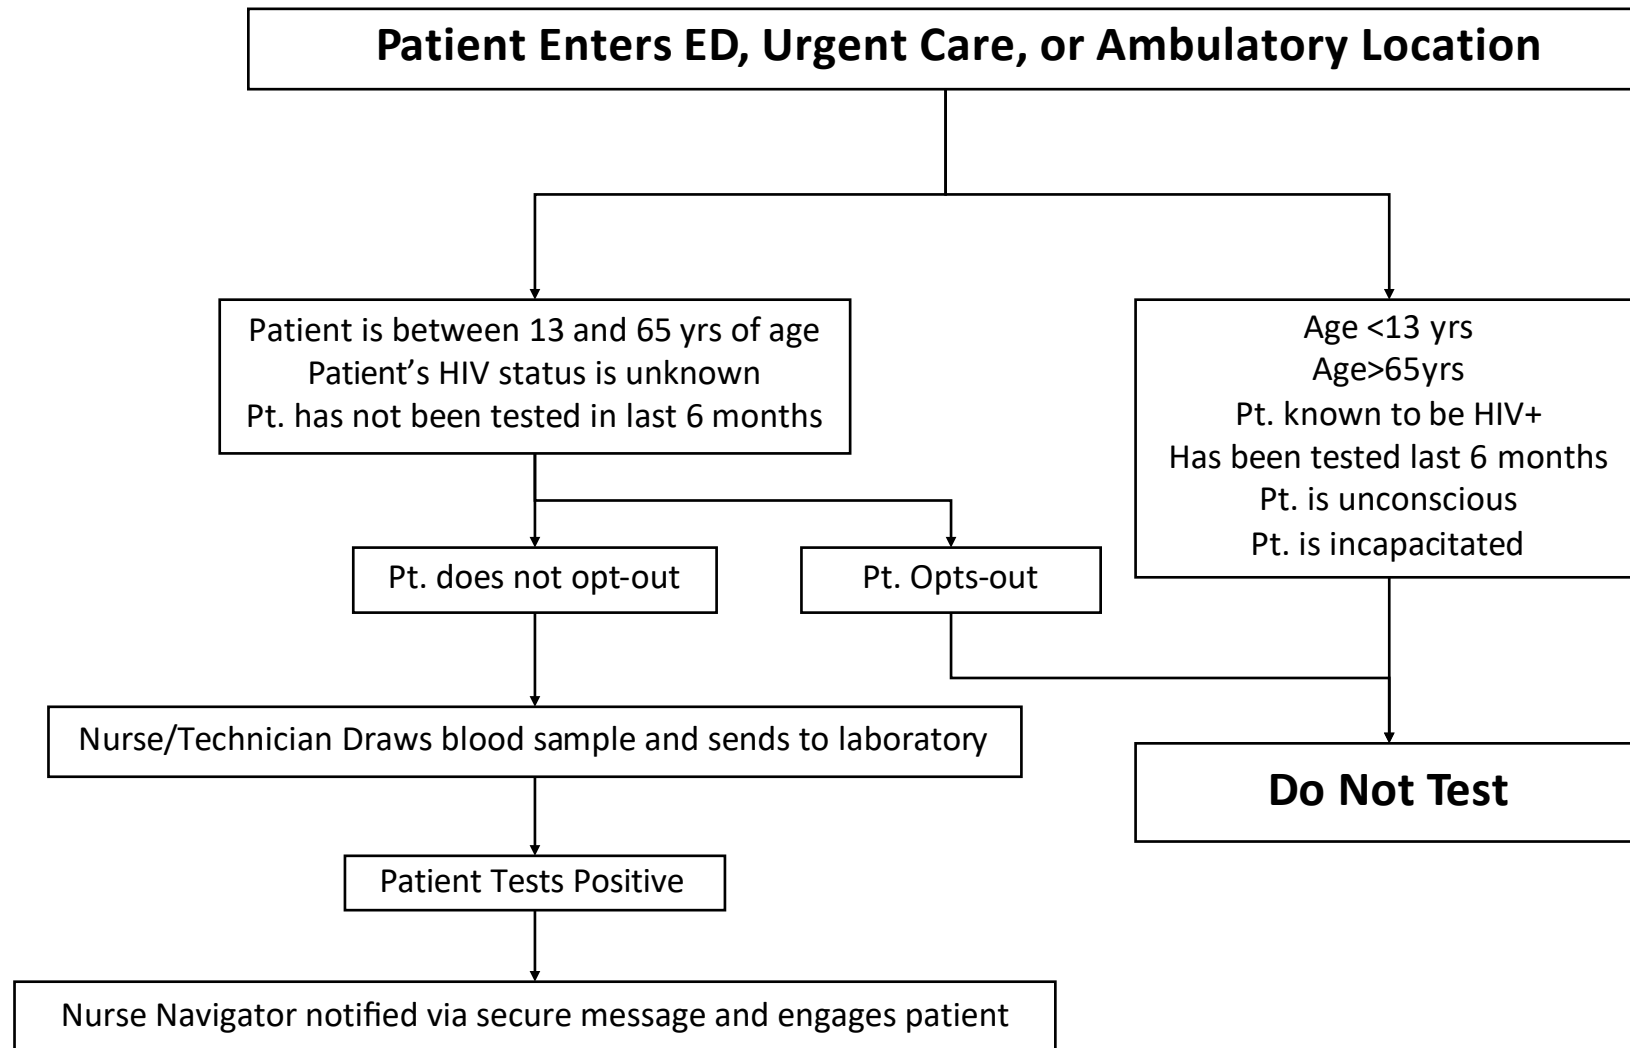 Patient Enters ED, Urgent Care, or Ambulatory Location
Patient is between 13 and 65 yrs of age
Patient’s HIV status is unknown
Pt. has not been tested in last 6 months
Age <13 yrs
Age>65yrs
Pt. known to be HIV+
Has been tested last 6 months
Pt. is unconscious
Pt. is incapacitated
Pt. does not opt-out
Pt. Opts-out
Nurse/Technician Draws blood sample and sends to laboratory
Do Not Test
Patient Tests Positive
Nurse Navigator notified via secure message and engages patient